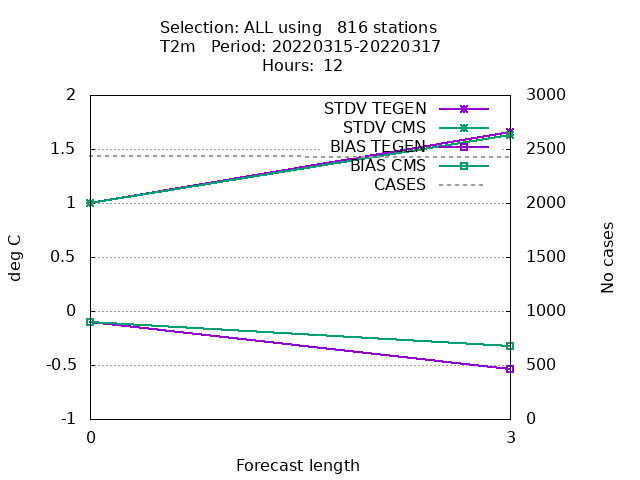 Selection: ALL using   816 stations
T2m   Period: 20220315-20220317
Hours:  12
STDV TEGEN
STDV CMS
BIAS TEGEN
BIAS CMS
CASES
2
1.5
1
0.5
0
-0.5
-1
deg C
3000
2500
2000
1500
1000
500
0
No cases
0
3
Forecast length